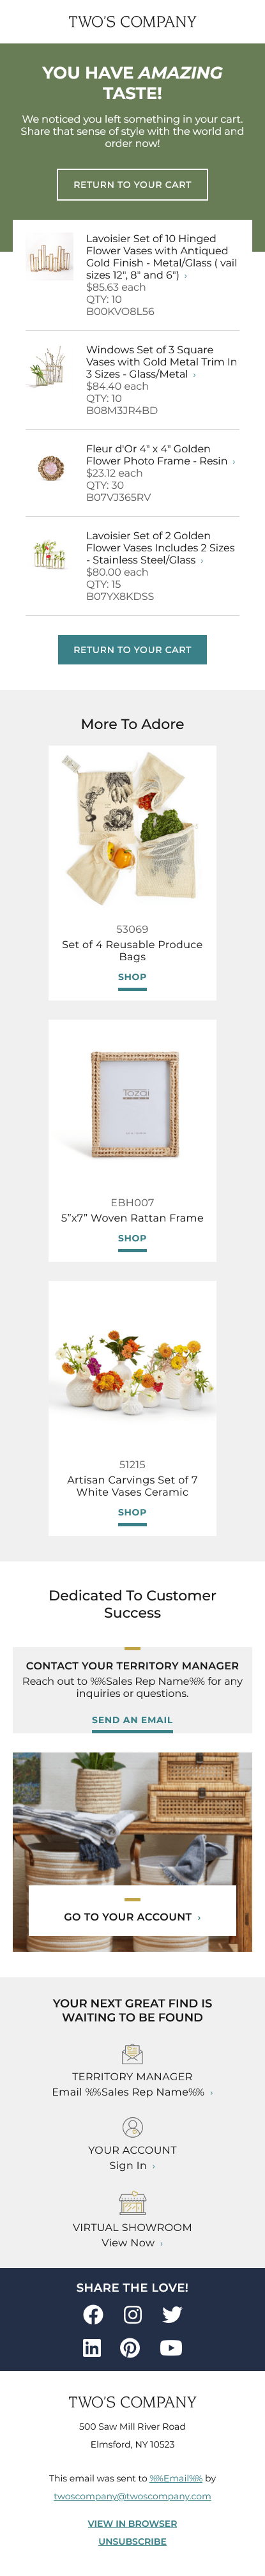 TWO'S COMPANY
YOU HAVE AMAZING
TASTE!
We noticed you left something in your cart.
Share that sense of style with the world and
order now!
RETURN TO YOUR CART
Lavoisier Set of 10 Hinged
Flower Vases with Antiqued
Gold Finish - Metal/Glass ( vail
sizes 12", 8" and 6") ›
$85.63 each
QTY: 10
B00KVO8L56
Windows Set of 3 Square
Vases with Gold Metal Trim In
3 Sizes - Glass/Metal ›
$84.40 each
QTY: 10
B08M3JR4BD
Fleur d'Or 4" x 4" Golden
Flower Photo Frame - Resin ›
$23.12 each
QTY: 30
B07VJ365RV
Lavoisier Set of 2 Golden
Flower Vases Includes 2 Sizes
- Stainless Steel/Glass ›
$80.00 each
QTY: 15
B07YX8KDSS
RETURN TO YOUR CART
More To Adore
53069
Set of 4 Reusable Produce
Bags
SHOP
TOZAI
EBH007
5”x7” Woven Rattan Frame
SHOP
51215
Artisan Carvings Set of 7
White Vases Ceramic
SHOP
Dedicated To Customer
Success
CONTACT YOUR TERRITORY MANAGER
Reach out to %%Sales Rep Name%% for any
inquiries or questions.
SEND AN EMAIL
GO TO YOUR ACCOUNT ›
YOUR NEXT GREAT FIND IS
WAITING TO BE FOUND
TERRITORY MANAGER
Email %%Sales Rep Name%% ›
YOUR ACCOUNT
Sign In ›
VIRTUAL SHOWROOM
View Now ›
SHARE THE LOVE!
TWO'S COMPANY
500 Saw Mill River Road
Elmsford, NY 10523
This email was sent to %%Email%% by
twoscompany@twoscompany.com
VIEW IN BROWSER
UNSUBSCRIBE